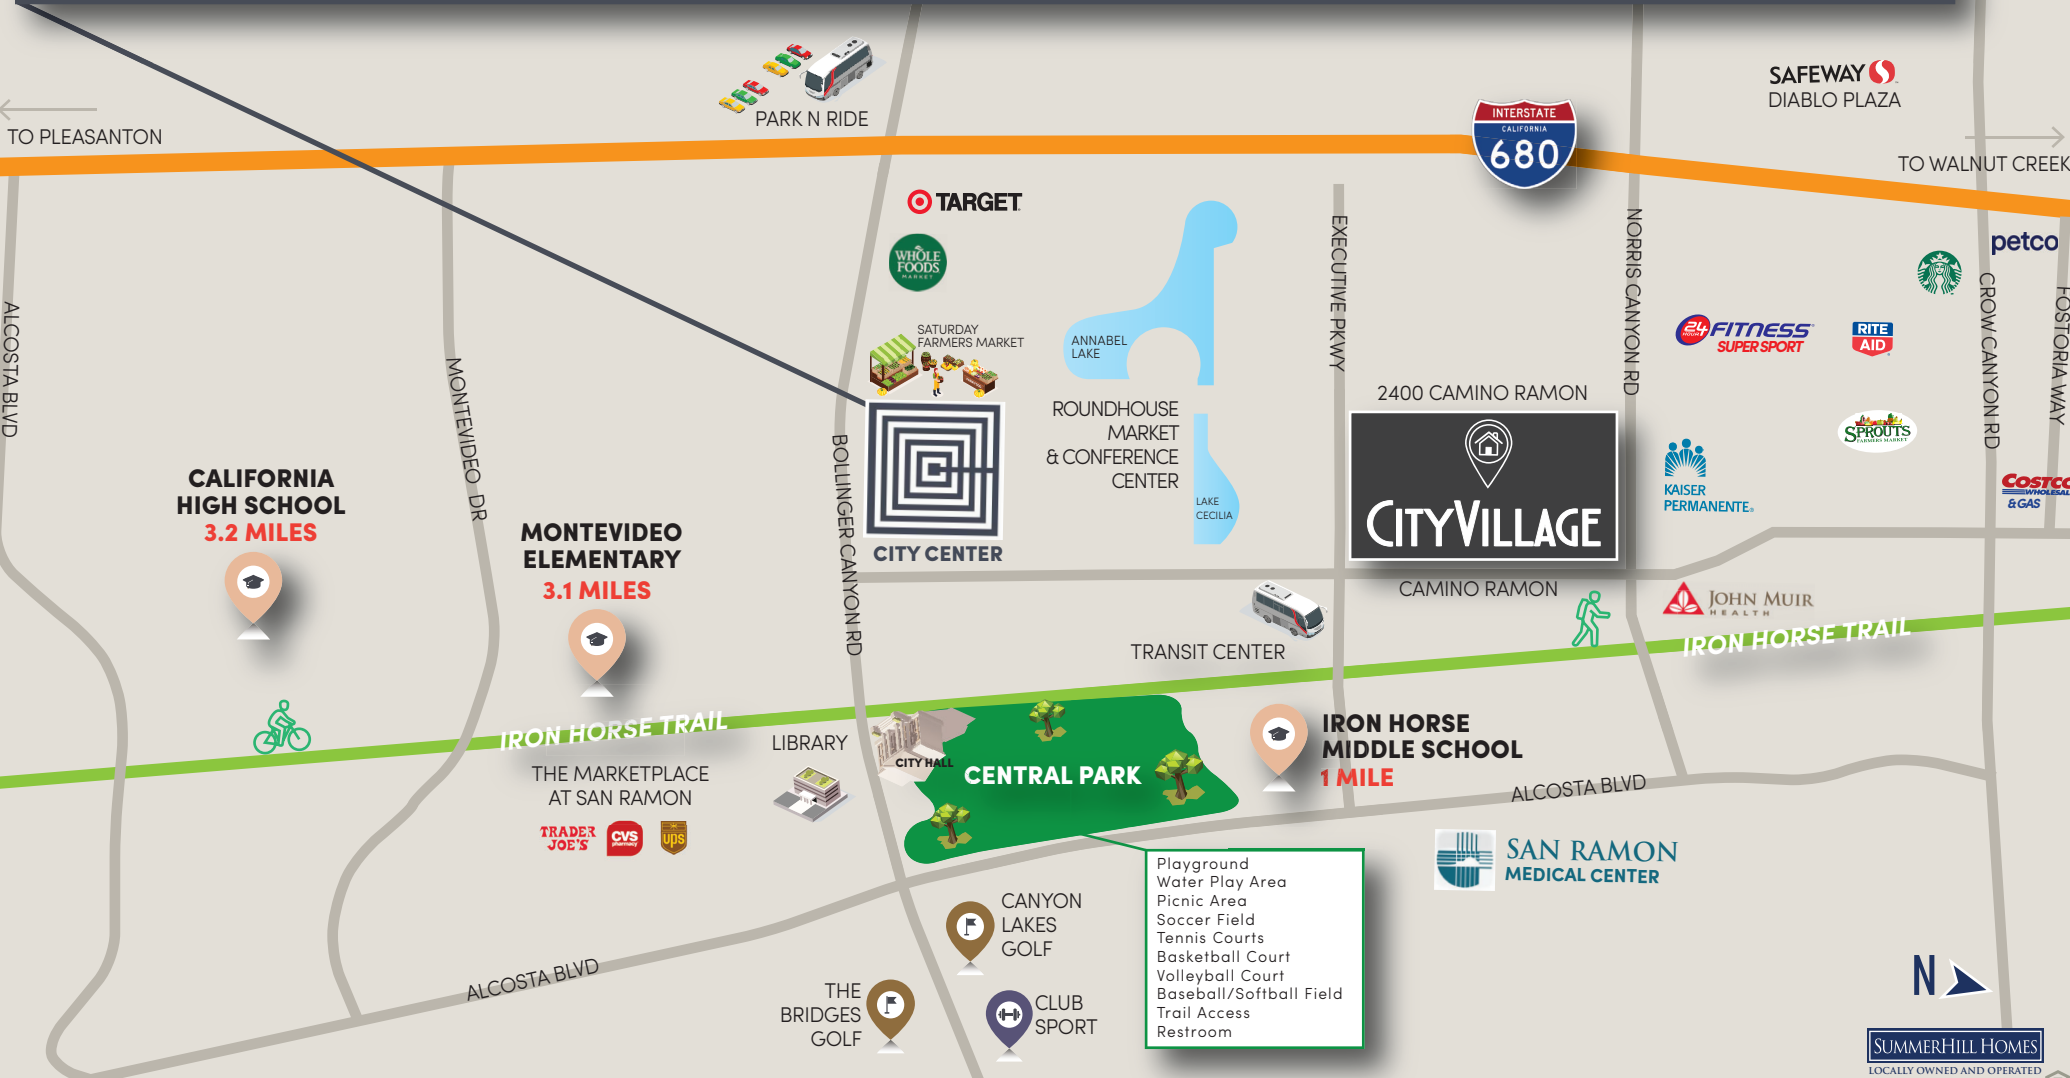 SAFEWAY
DIABLO PLAZA
PARK N RIDE
INTERSTATE
CALIFORNIA
680
TO PLEASANTON
TO WALNUT CREEK
TARGET
WHOLE
FOODS
MARKET
EXECUTIVE PKWY
NORRIS CANYON RD
petco
CROW CANYON RD
FOSTORIA WAY
ALCOSTA BLVD
MONTEVIDEO DR
SATURDAY
FARMERS MARKET
ANNABEL
LAKE
24
HOUR
FITNESS
SUPER SPORT
RITE
AID
2400 CAMINO RAMON
ROUNDHOUSE
MARKET
& CONFERENCE
CENTER
SPROUTS
FARMERS MARKET
BOLLINGER CANYON RD
CALIFORNIA
HIGH SCHOOL
3.2 MILES
KAISER
PERMANENTE®
COSTCO
WHOLESAL
& GAS
LAKE
CECILIA
CITYVILLAGE
MONTEVIDEO
ELEMENTARY
3.1 MILES
CITY CENTER
CAMINO RAMON
JOHN MUIR
HEALTH
TRANSIT CENTER
IRON HORSE TRAIL
IRON HORSE TRAIL
LIBRARY
CITY HALL
CENTRAL PARK
IRON HORSE
MIDDLE SCHOOL
1 MILE
THE MARKETPLACE
AT SAN RAMON
TRADER
JOE'S
CVS
pharmacy
ups
ALCOSTA BLVD
SAN RAMON
MEDICAL CENTER
Playground
Water Play Area
Picnic Area
Soccer Field
Tennis Courts
Basketball Court
Volleyball Court
Baseball/Softball Field
Trail Access
Restroom
CANYON
LAKES
GOLF
ALCOSTA BLVD
THE
BRIDGES
GOLF
CLUB
SPORT
N
SUMMERHILL HOMES
LOCALLY OWNED AND OPERATED